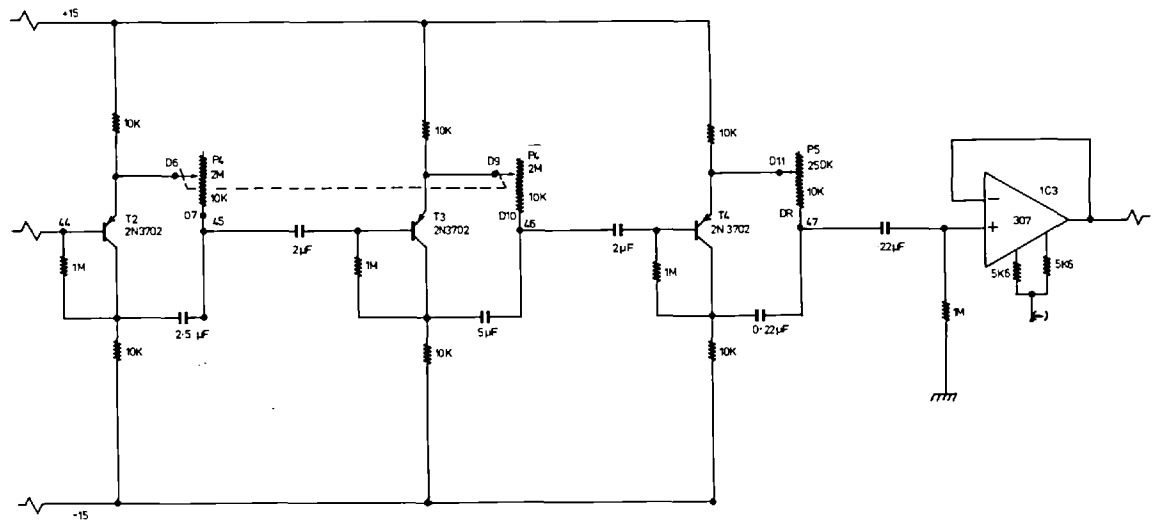 +15
10K
D6
P4
2M
10K
D7
45
44
T2
2N3702
1M
2.5 µF
10K
2µF
10K
D9
P4
2M
10K
D10
46
T3
2N3702
1M
5µF
10K
2µF
10K
D11
P5
250K
10K
DR
47
T4
2N 3702
1M
0.22µF
10K
22µF
1M
1C3
307
−
+
5K6
5K6
(-)
-15